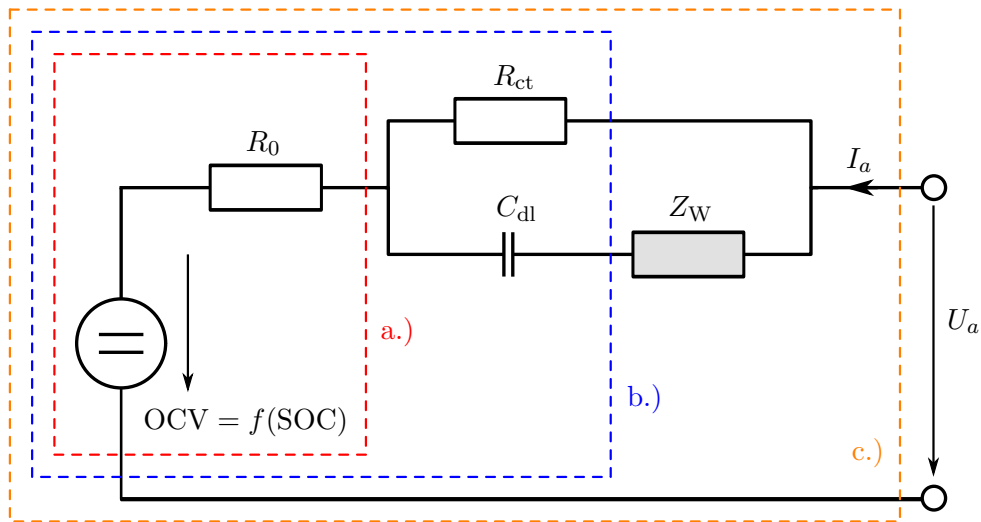 R_ct
R_0
I_a
C_dl
Z_W
U_a
a.)
b.)
OCV = f(SOC)
c.)